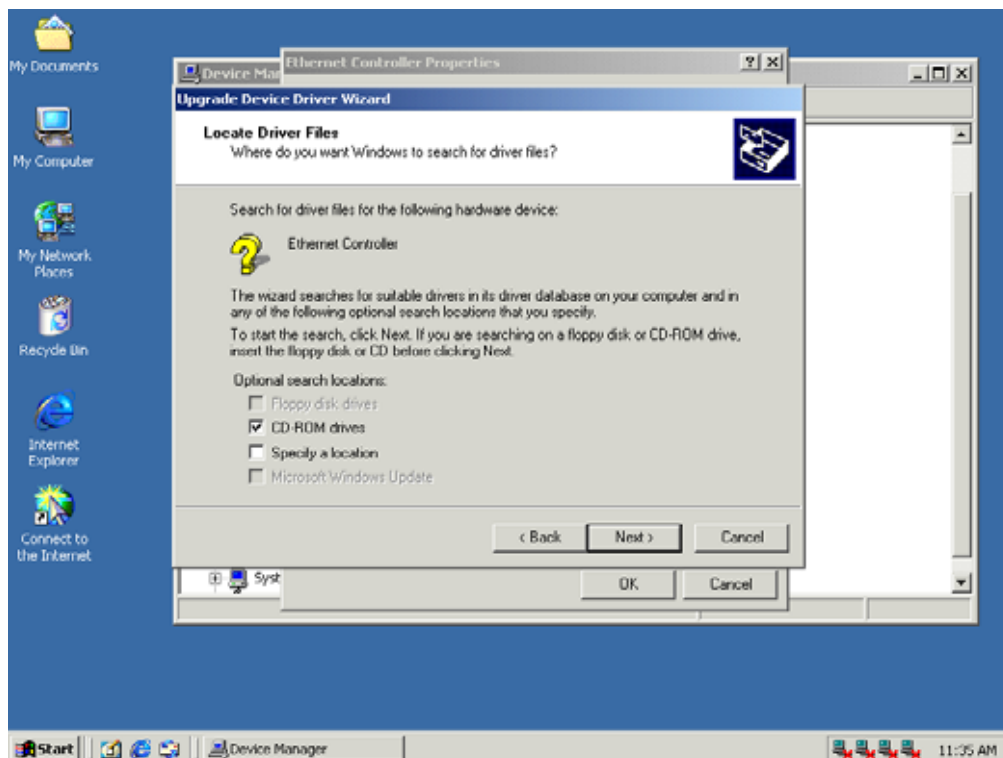 My Documents
My Computer
My Network
Places
Recycle Bin
Internet
Explorer
Connect to
the Internet
Device Mar
Ethernet Controller Properties
Upgrade Device Driver Wizard
Locate Driver Files
Where do you want Windows to search for driver files?
Search for driver files for the following hardware device:
Ethernet Controller
The wizard searches for suitable drivers in its driver database on your computer and in
any of the following optional search locations that you specify.
To start the search, click Next. If you are searching on a floppy disk or CD-ROM drive,
insert the floppy disk or CD before clicking Next.
Optional search locations:
Floppy disk drives
CD-ROM drives
Specify a location
Microsoft Windows Update
< Back Next > Cancel
Syst
OK Cancel
Start Device Manager 11:35 AM